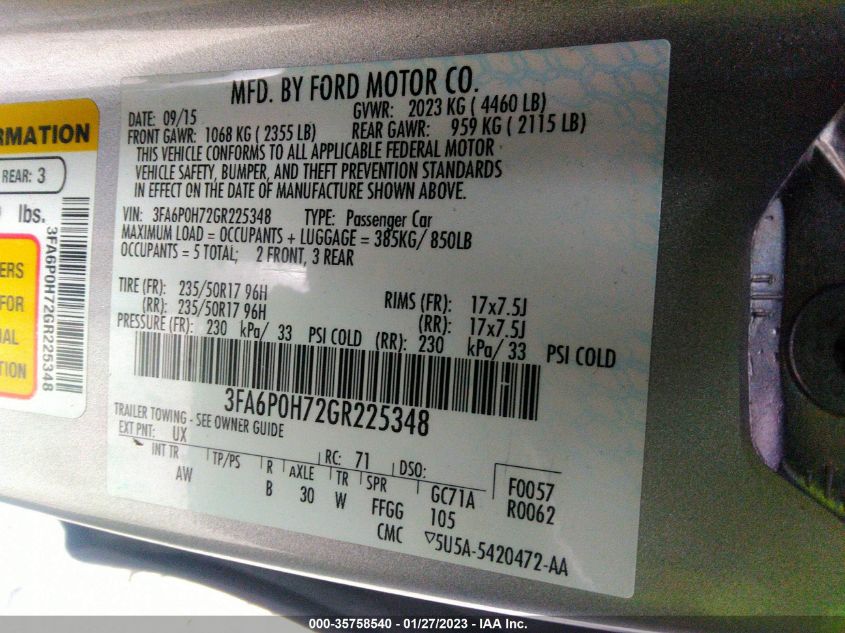 MFD. BY FORD MOTOR CO.
DATE: 09/15 GVWR: 2023 KG ( 4460 LB)
FRONT GAWR: 1068 KG ( 2355 LB) REAR GAWR: 959 KG ( 2115 LB)
THIS VEHICLE CONFORMS TO ALL APPLICABLE FEDERAL MOTOR
VEHICLE SAFETY, BUMPER, AND THEFT PREVENTION STANDARDS
IN EFFECT ON THE DATE OF MANUFACTURE SHOWN ABOVE.
VIN: 3FA6P0H72GR225348 TYPE: Passenger Car
MAXIMUM LOAD = OCCUPANTS + LUGGAGE = 385KG/ 850LB
OCCUPANTS = 5 TOTAL; 2 FRONT, 3 REAR
TIRE (FR): 235/50R17 96H RIMS (FR): 17x7.5J
(RR): 235/50R17 96H (RR): 17x7.5J
PRESSURE (FR): 230 kPa/ 33 PSI COLD (RR): 230 kPa/ 33 PSI COLD
3FA6P0H72GR225348
TRAILER TOWING - SEE OWNER GUIDE
EXT PNT: UX RC: 71 DSO:
INT TR TP/PS R AXLE TR SPR GC71A F0057
AW B 30 W FFGG 105 R0062
CMC ▽5U5A-5420472-AA
ORMATION
REAR: 3
lbs.
3FA6P0H72GR225348
ERS
FOR
AL
TION
000-35758540 - 01/27/2023 - IAA Inc.